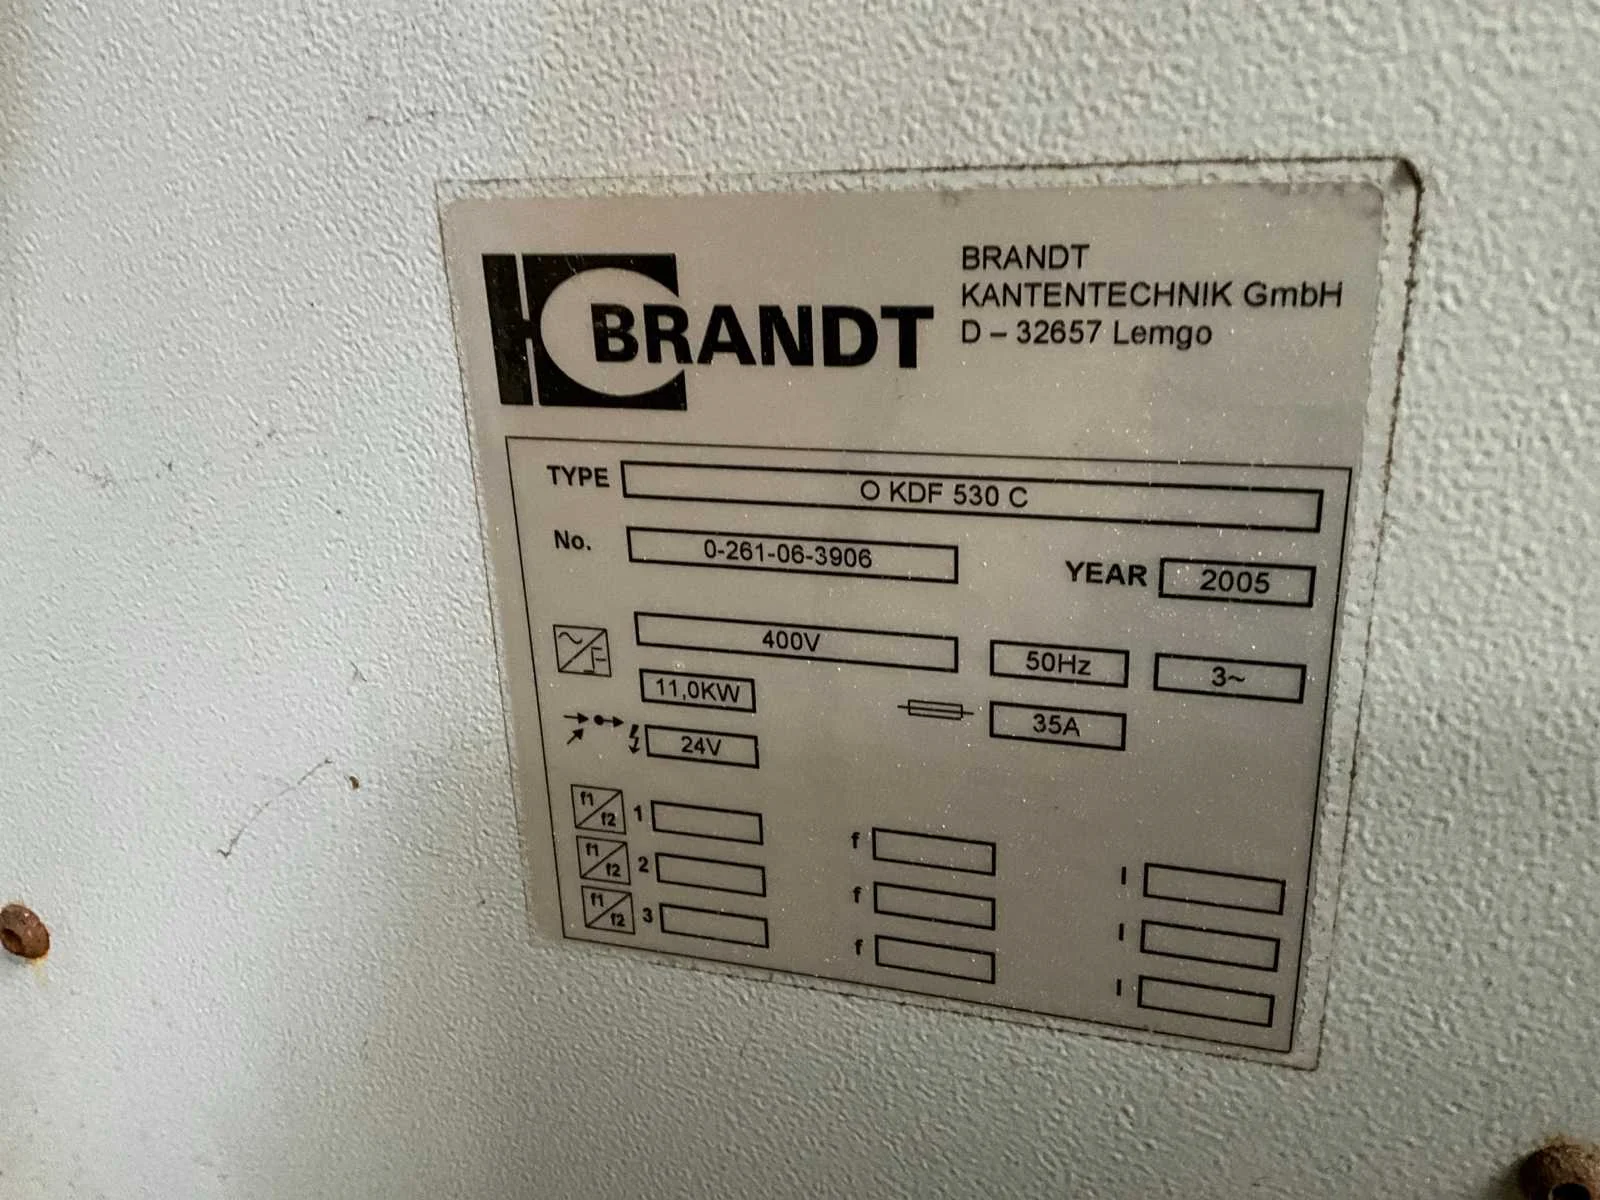 BRANDT
BRANDT
KANTENTECHNIK GmbH
D – 32657 Lemgo
TYPE O KDF 530 C
No. 0-261-06-3906 YEAR 2005
400V 50Hz 3~
11,0KW 35A
24V
f1 f2 1 f I
f1 f2 2 f I
f1 f2 3 f I